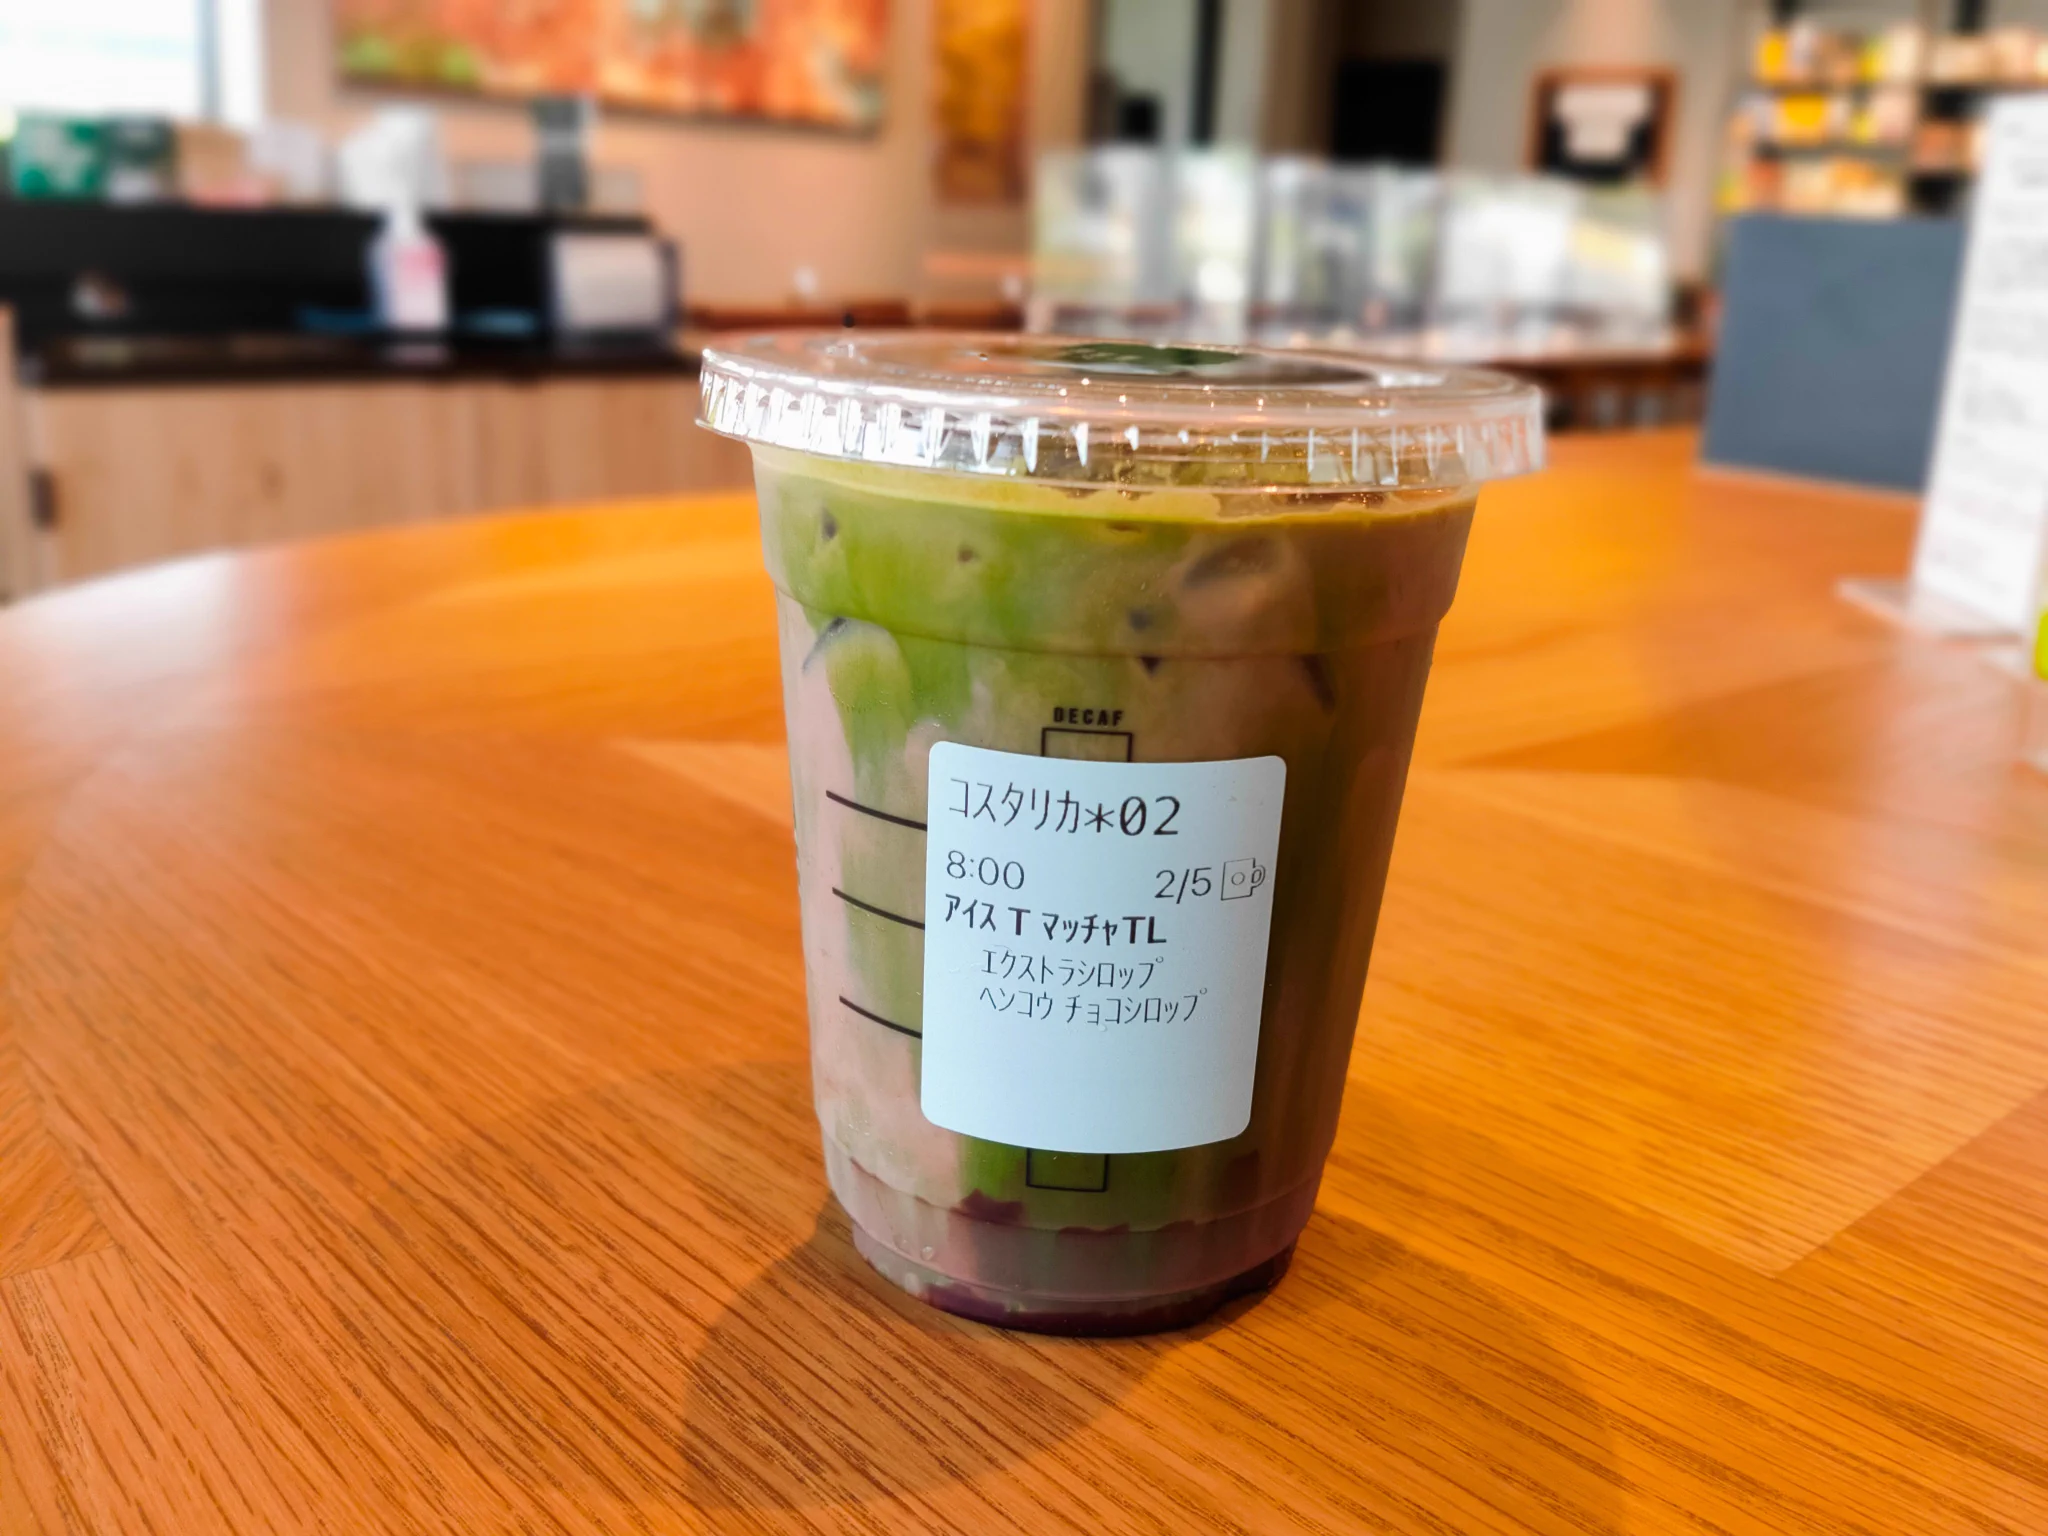 DECAF
コスタリカ*02
8:00 2/5
アイス T マッチャTL
エクストラシロップ
ヘンコウ チョコシロップ